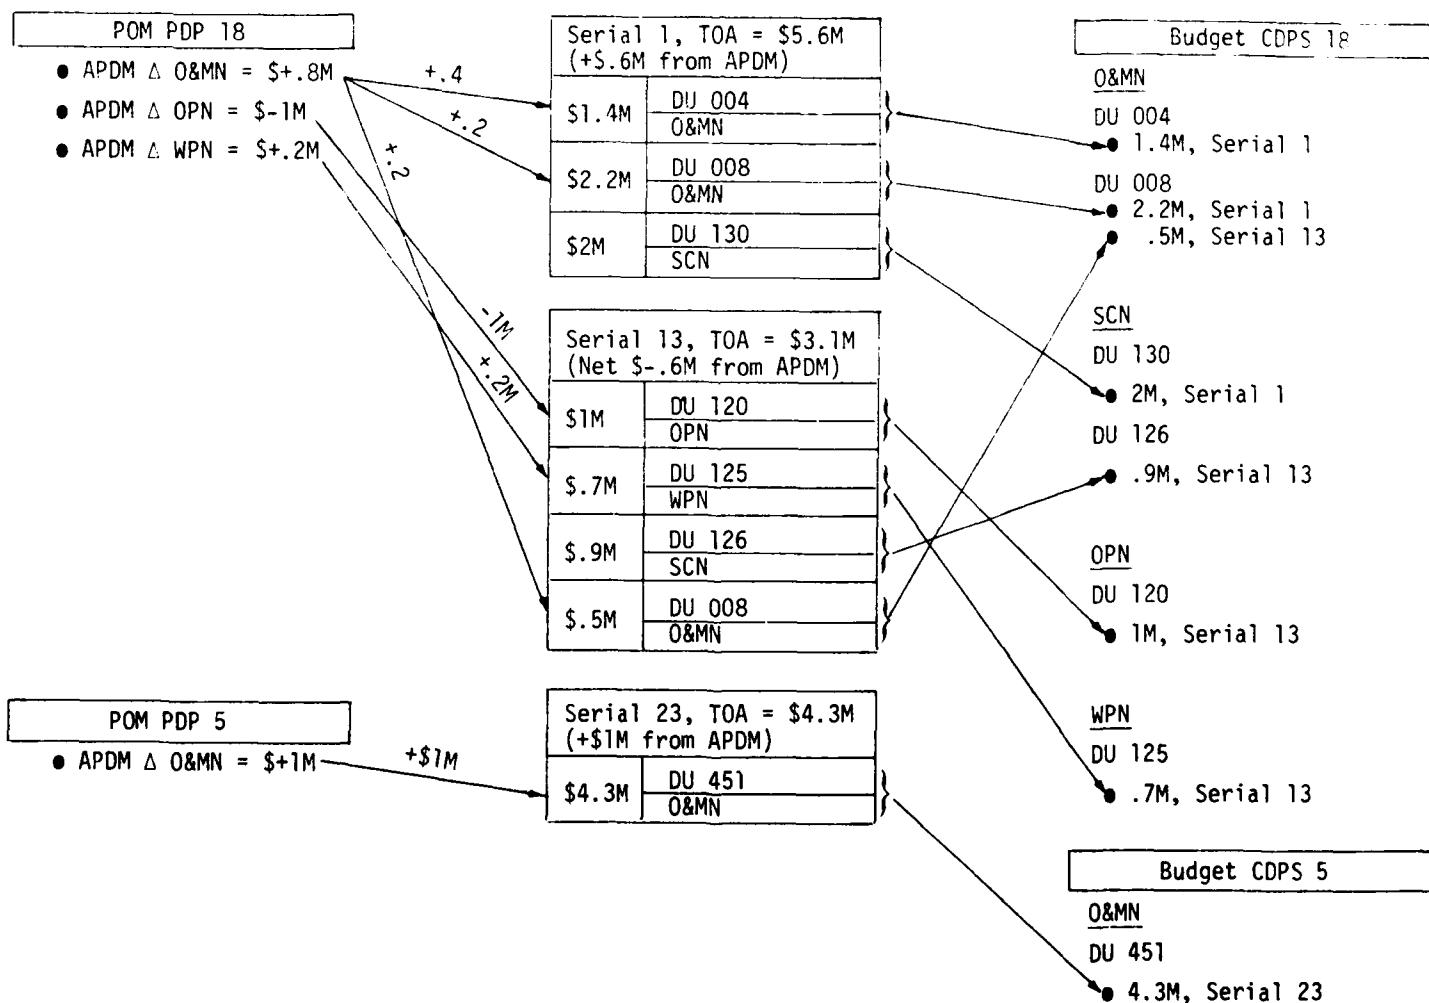 POM PDP 18
● APDM Δ O&MN = $+.8M
● APDM Δ OPN = $-1M
● APDM Δ WPN = $+.2M
+.4
+.2
+.2
-1M
+.2M
Serial 1, TOA = $5.6M
(+$.6M from APDM)
$1.4M
DU 004
O&MN
$2.2M
DU 008
O&MN
$2M
DU 130
SCN
Serial 13, TOA = $3.1M
(Net $-.6M from APDM)
$1M
DU 120
OPN
$.7M
DU 125
WPN
$.9M
DU 126
SCN
$.5M
DU 008
O&MN
POM PDP 5
● APDM Δ O&MN = $+1M
+$1M
Serial 23, TOA = $4.3M
(+$1M from APDM)
$4.3M
DU 451
O&MN
Budget CDPS 18
O&MN
DU 004
● 1.4M, Serial 1
DU 008
● 2.2M, Serial 1
● .5M, Serial 13
SCN
DU 130
● 2M, Serial 1
DU 126
● .9M, Serial 13
OPN
DU 120
● 1M, Serial 13
WPN
DU 125
● .7M, Serial 13
Budget CDPS 5
O&MN
DU 451
● 4.3M, Serial 23